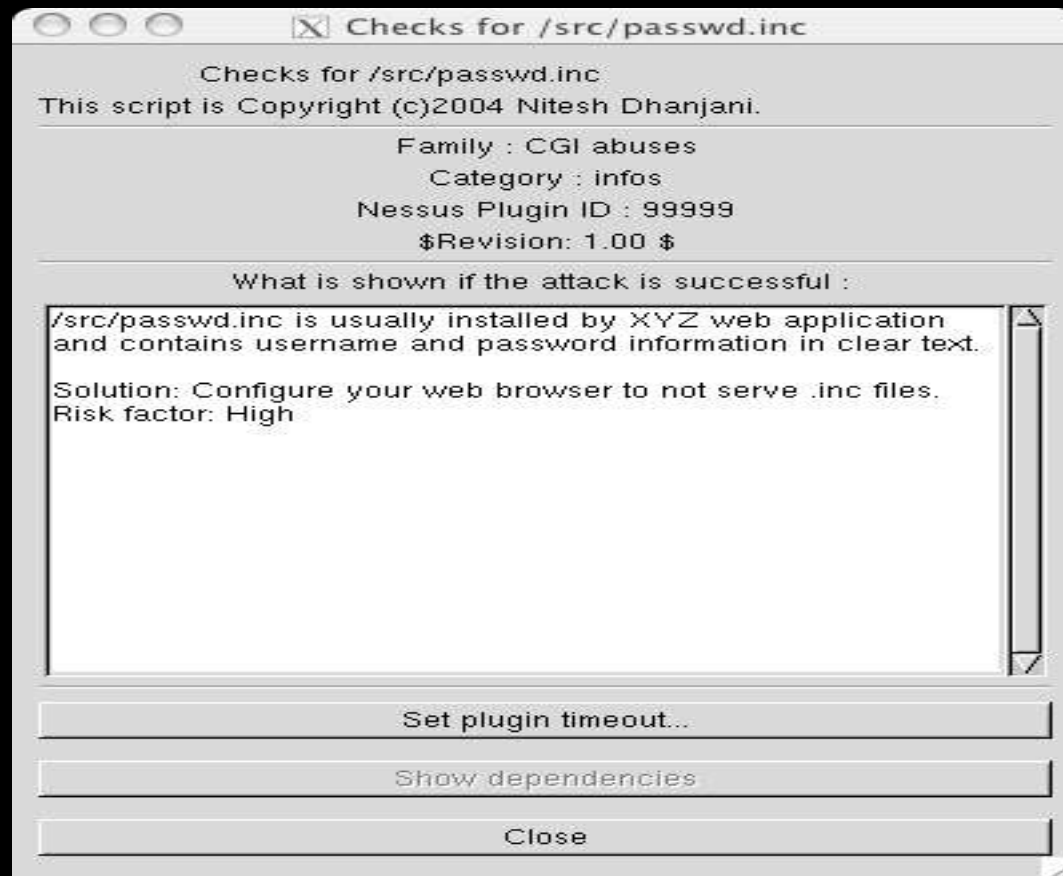 Checks for /src/passwd.inc
Checks for /src/passwd.inc
This script is Copyright (c)2004 Nitesh Dhanjani.
Family : CGI abuses
Category : infos
Nessus Plugin ID : 99999
$Revision: 1.00 $
What is shown if the attack is successful :
/src/passwd.inc is usually installed by XYZ web application
and contains username and password information in clear text.
Solution: Configure your web browser to not serve .inc files.
Risk factor: High
Set plugin timeout...
Show dependencies
Close